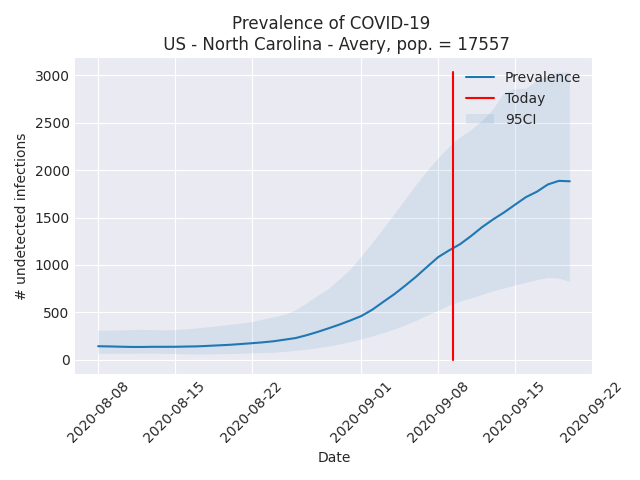 Prevalence of COVID-19
US - North Carolina - Avery, pop. = 17557
3000
2500
2000
1500
1000
500
0
# undetected infections
Prevalence
Today
95CI
2020-08-08
2020-08-15
2020-08-22
2020-09-01
2020-09-08
2020-09-15
2020-09-22
Date